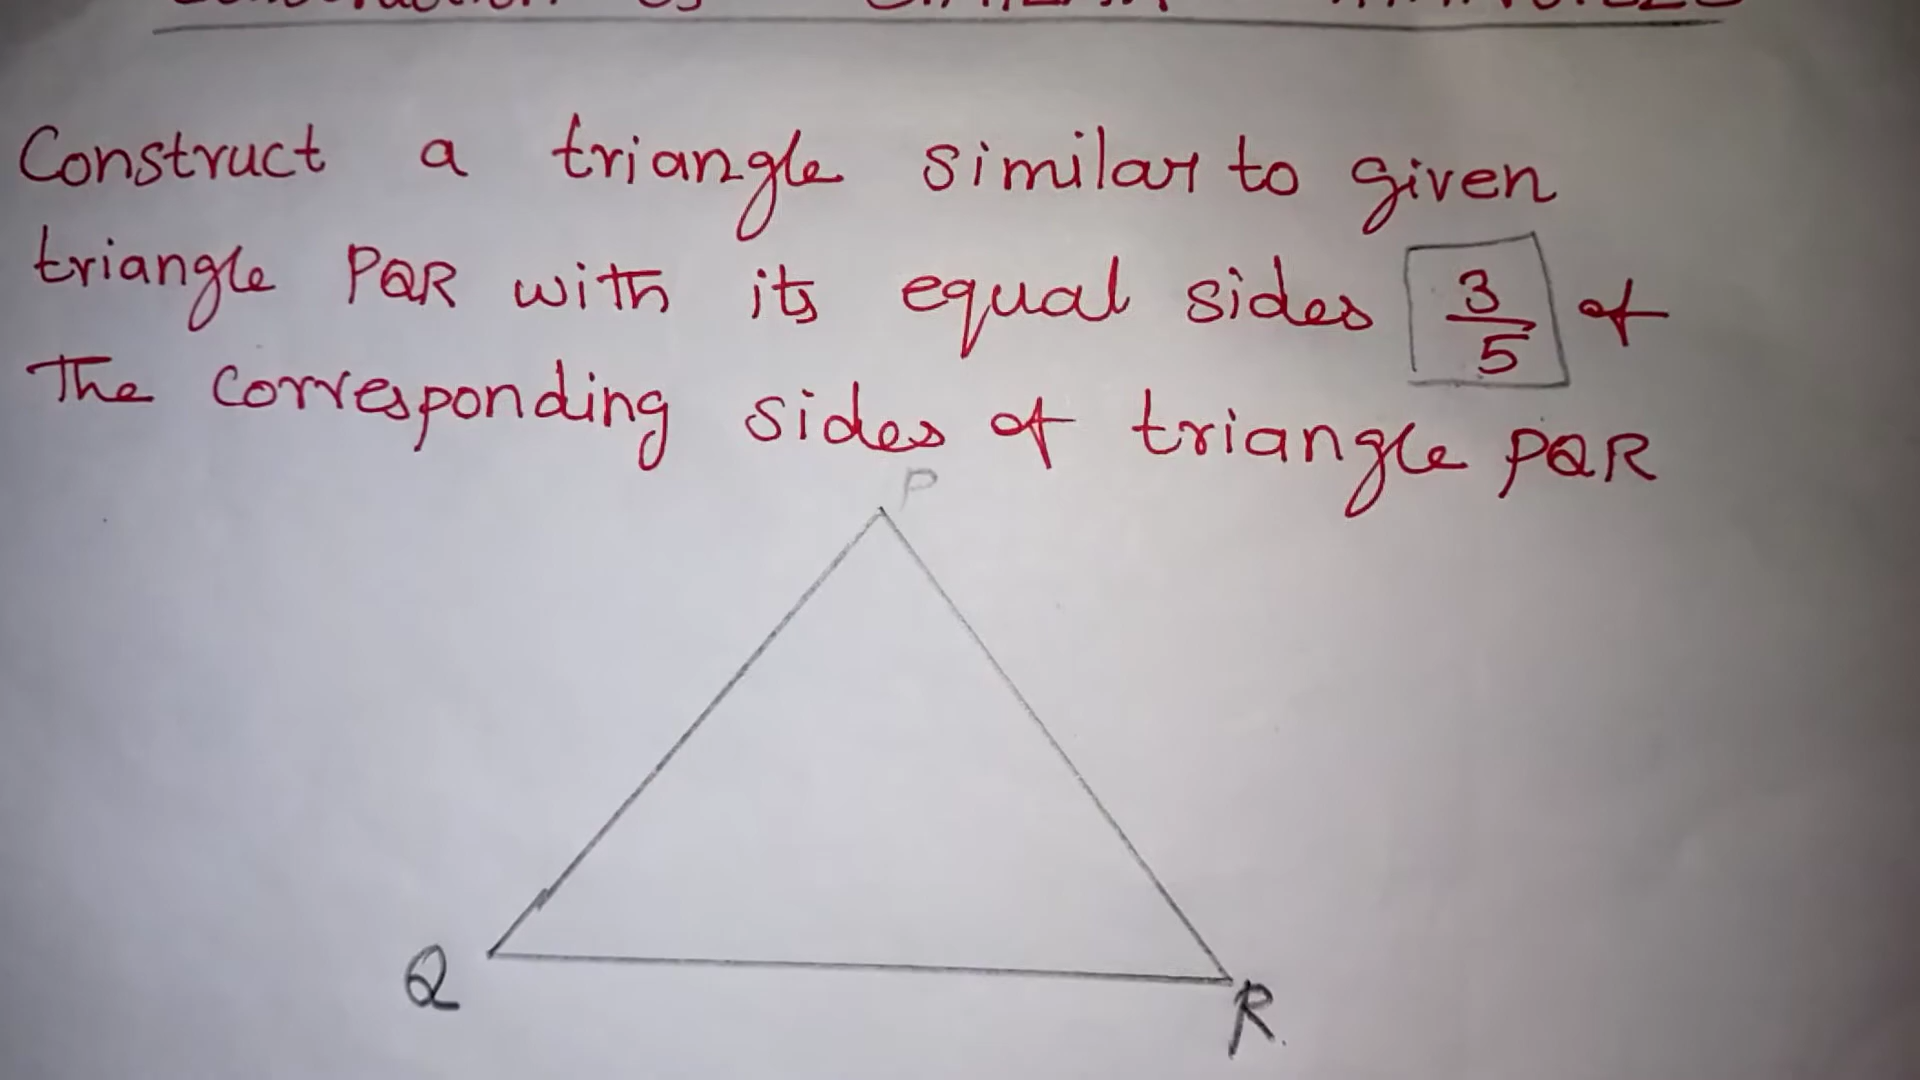 Construct a triangle similar to given
triangle PQR with its equal sides 3/5 of
The corresponding sides of triangle PQR
P
Q
R